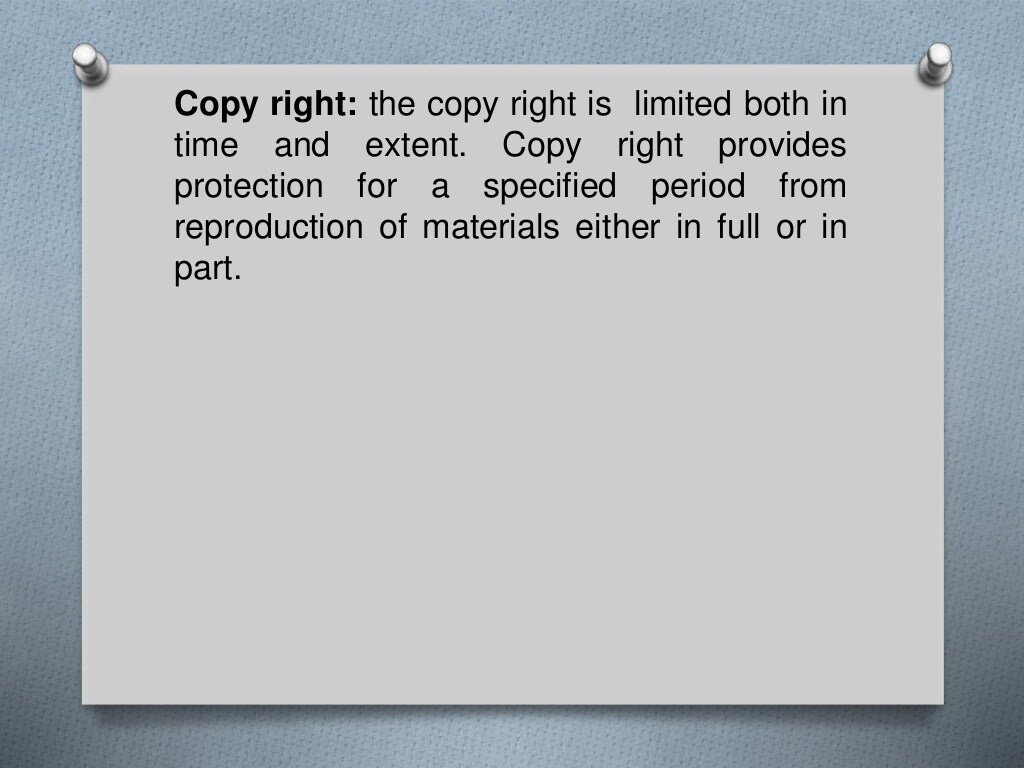 Copy right: the copy right is  limited both in
time and extent. Copy right provides
protection for a specified period from
reproduction of materials either in full or in
part.